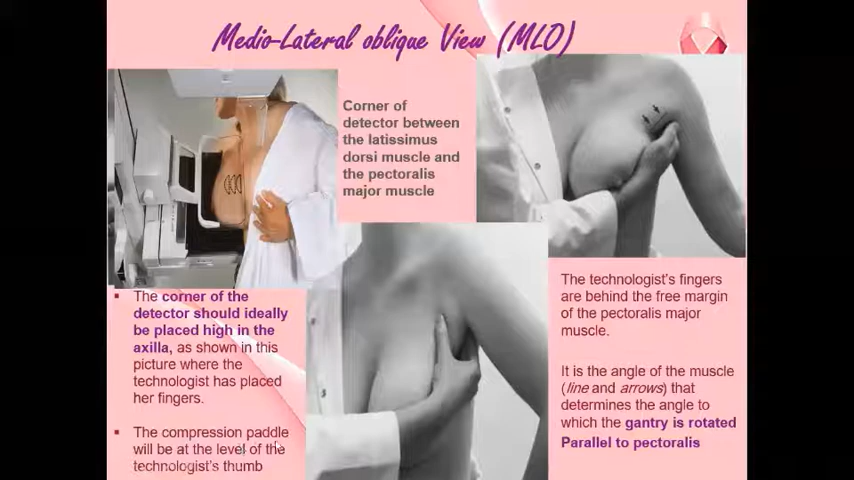 Medio-Lateral oblique View (MLO)
Corner of
detector between
the latissimus
dorsi muscle and
the pectoralis
major muscle
▪ The corner of the
detector should ideally
be placed high in the
axilla, as shown in this
picture where the
technologist has placed
her fingers.
▪ The compression paddle
will be at the level of the
technologist's thumb
The technologist's fingers
are behind the free margin
of the pectoralis major
muscle.
It is the angle of the muscle
(line and arrows) that
determines the angle to
which the gantry is rotated
Parallel to pectoralis